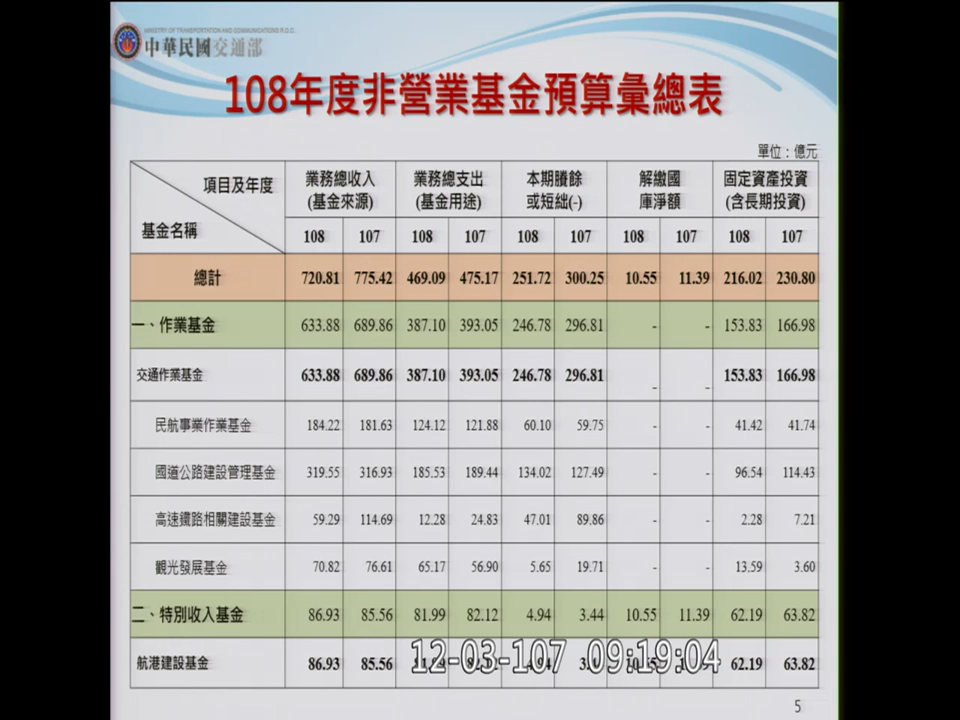 MINISTRY OF TRANSPORTATION AND COMMUNICATIONS R.O.C.
中華民國交通部
108年度非營業基金預算彙總表
單位：億元
項目及年度 業務總收入 業務總支出 本期賸餘 解繳國 固定資產投資
(基金來源) (基金用途) 或短絀(-) 庫淨額 (含長期投資)
基金名稱 108 107 108 107 108 107 108 107 108 107
總計 720.81 775.42 469.09 475.17 251.72 300.25 10.55 11.39 216.02 230.80
一、作業基金 633.88 689.86 387.10 393.05 246.78 296.81 - - 153.83 166.98
交通作業基金 633.88 689.86 387.10 393.05 246.78 296.81 - - 153.83 166.98
民航事業作業基金 184.22 181.63 124.12 121.88 60.10 59.75 - - 41.42 41.74
國道公路建設管理基金 319.55 316.93 185.53 189.44 134.02 127.49 - - 96.54 114.43
高速鐵路相關建設基金 59.29 114.69 12.28 24.83 47.01 89.86 - - 2.28 7.21
觀光發展基金 70.82 76.61 65.17 56.90 5.65 19.71 - - 13.59 3.60
二、特別收入基金 86.93 85.56 81.99 82.12 4.94 3.44 10.55 11.39 62.19 63.82
航港建設基金 86.93 85.56 62.19 63.82
12-03-107 09:19:04
5